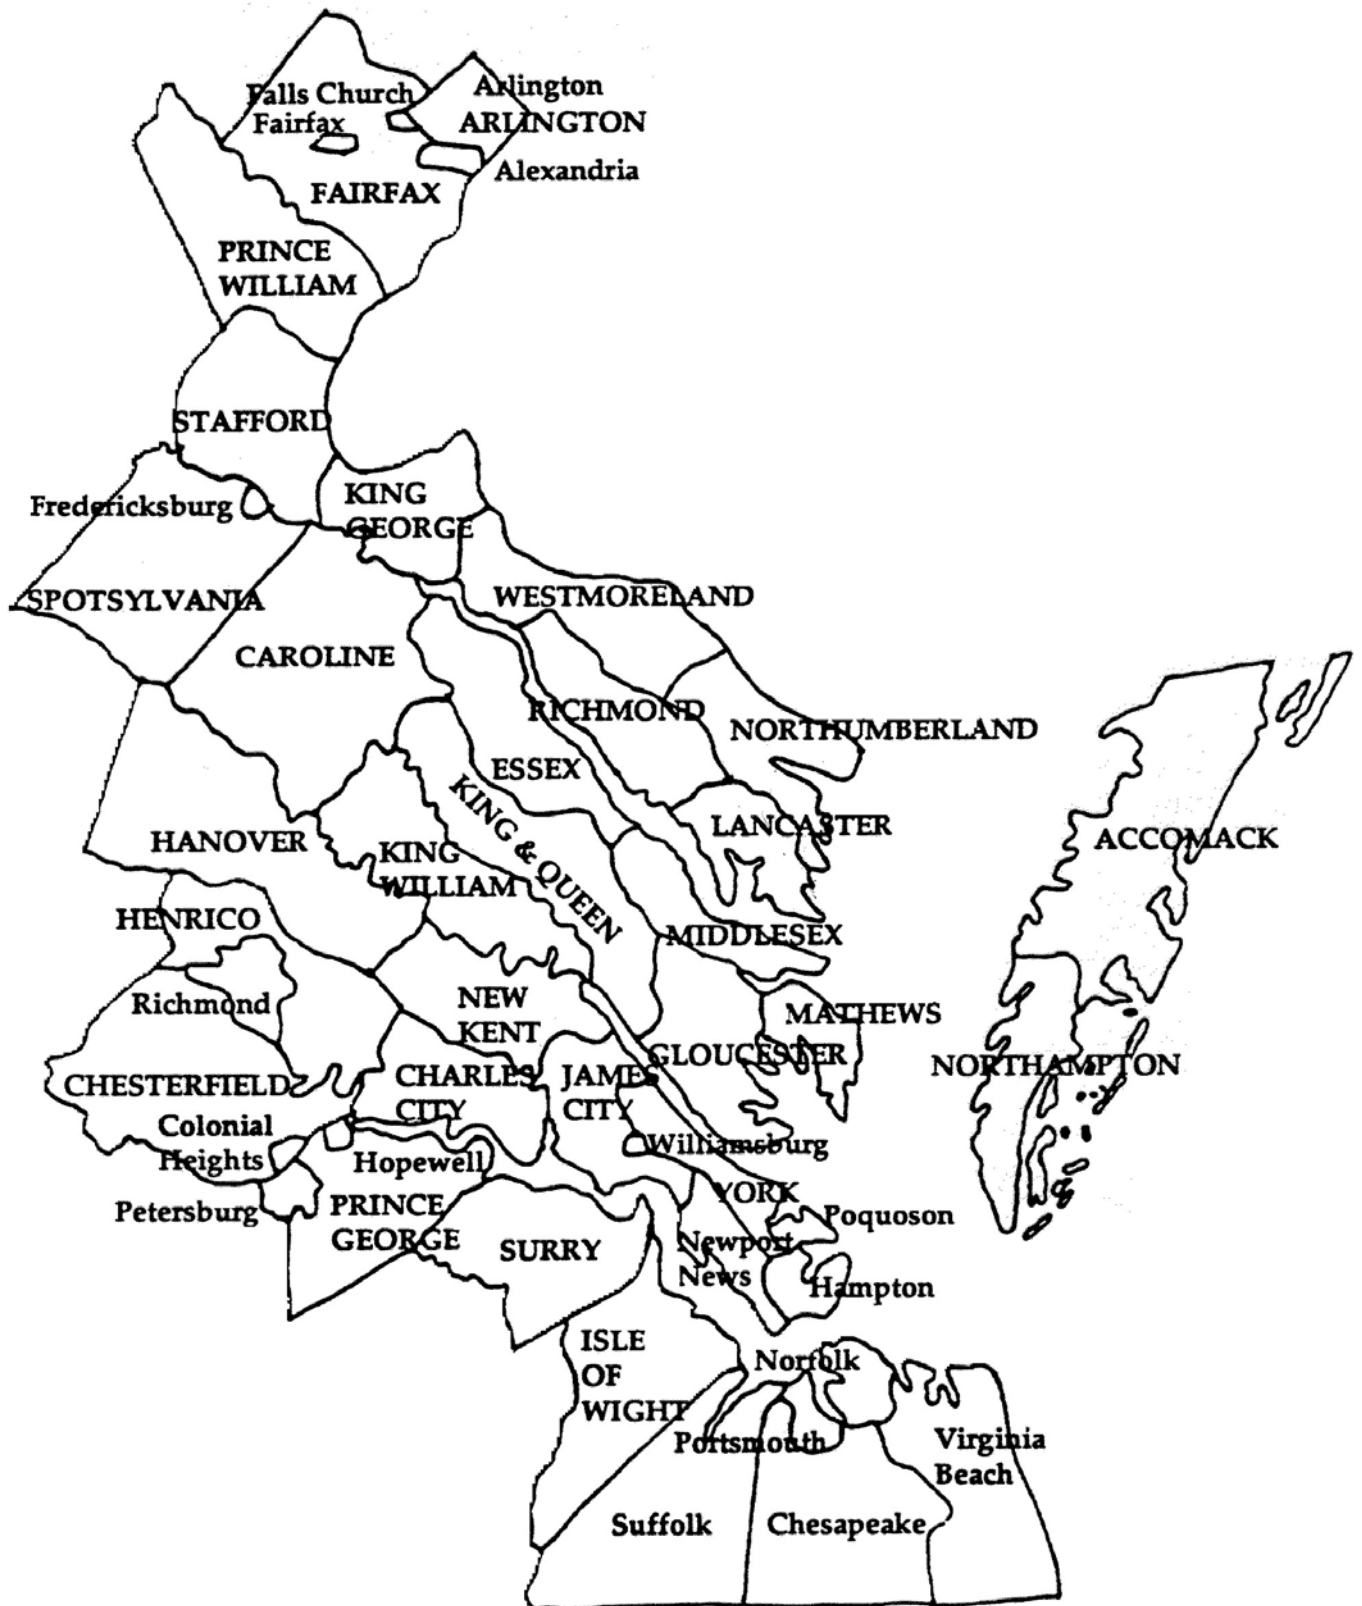 Falls Church
Arlington
Fairfax
ARLINGTON
Alexandria
FAIRFAX
PRINCE
WILLIAM
STAFFORD
Fredericksburg
KING
GEORGE
SPOTSYLVANIA
WESTMORELAND
CAROLINE
RICHMOND
NORTHUMBERLAND
ESSEX
KING & QUEEN
LANCASTER
ACCOMACK
HANOVER
KING
WILLIAM
HENRICO
MIDDLESEX
Richmond
NEW
KENT
MATHEWS
GLOUCESTER
NORTHAMPTON
CHESTERFIELD
CHARLES
CITY
JAMES
CITY
Colonial
Heights
Hopewell
Williamsburg
Petersburg
PRINCE
GEORGE
YORK
Poquoson
SURRY
Newport
News
Hampton
ISLE
OF
WIGHT
Norfolk
Portsmouth
Virginia
Beach
Suffolk
Chesapeake